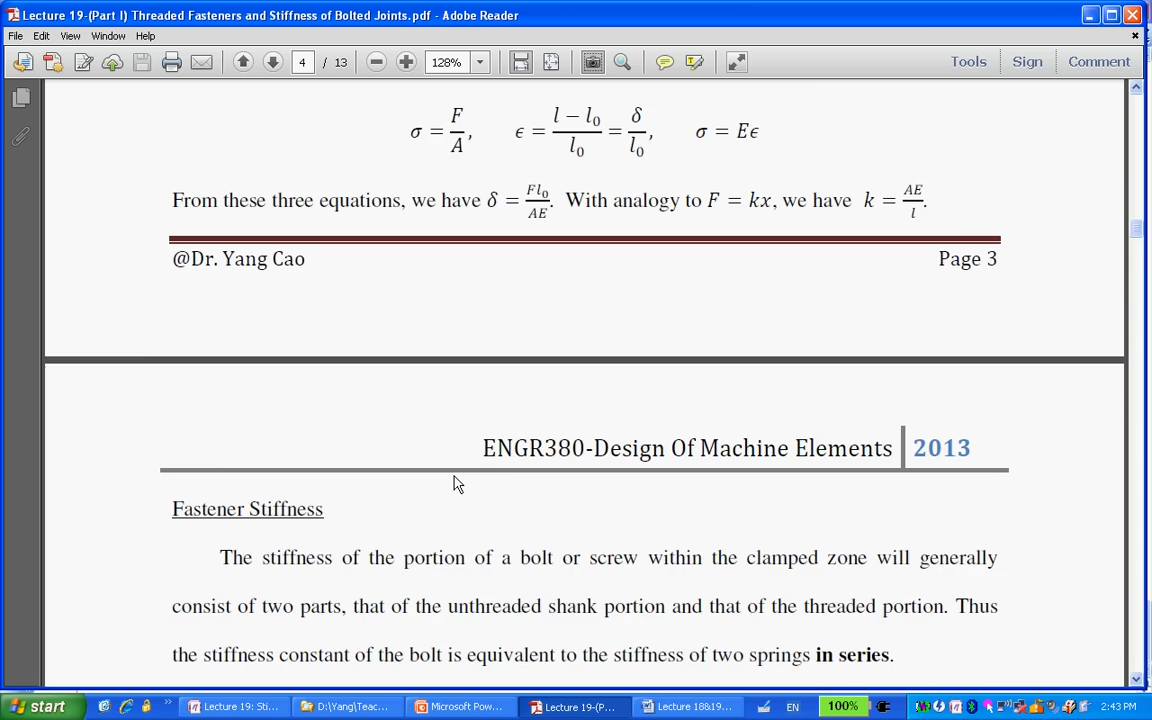 Lecture 19-(Part I) Threaded Fasteners and Stiffness of Bolted Joints.pdf - Adobe Reader
File Edit View Window Help
4 / 13 128% Tools Sign Comment
σ = F/A, ϵ = (l − l₀)/l₀ = δ/l₀, σ = Eϵ
From these three equations, we have δ = Fl₀/AE. With analogy to F = kx, we have k = AE/l.
@Dr. Yang Cao Page 3
ENGR380-Design Of Machine Elements 2013
Fastener Stiffness
The stiffness of the portion of a bolt or screw within the clamped zone will generally
consist of two parts, that of the unthreaded shank portion and that of the threaded portion. Thus
the stiffness constant of the bolt is equivalent to the stiffness of two springs in series.
start Lecture 19: Sti... D:\Yang\Teac... Microsoft Pow... Lecture 19-(P... Lecture 18&19... EN 100% 2:43 PM